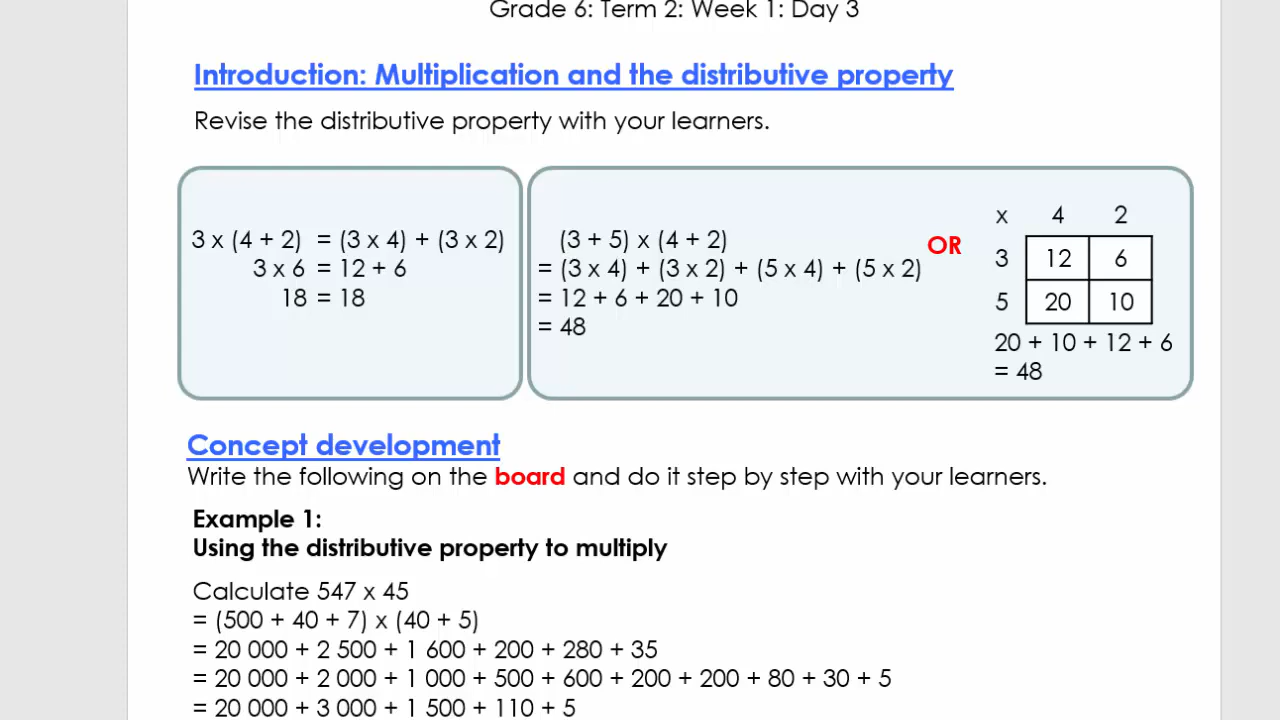 Grade 6: Term 2: Week 1: Day 3
Introduction: Multiplication and the distributive property
Revise the distributive property with your learners.
3 x (4 + 2) = (3 x 4) + (3 x 2)
3 x 6 = 12 + 6
18 = 18
(3 + 5) x (4 + 2)
= (3 x 4) + (3 x 2) + (5 x 4) + (5 x 2)
= 12 + 6 + 20 + 10
= 48
OR
x 4 2
3 12 6
5 20 10
20 + 10 + 12 + 6
= 48
Concept development
Write the following on the board and do it step by step with your learners.
Example 1:
Using the distributive property to multiply
Calculate 547 x 45
= (500 + 40 + 7) x (40 + 5)
= 20 000 + 2 500 + 1 600 + 200 + 280 + 35
= 20 000 + 2 000 + 1 000 + 500 + 600 + 200 + 200 + 80 + 30 + 5
= 20 000 + 3 000 + 1 500 + 110 + 5